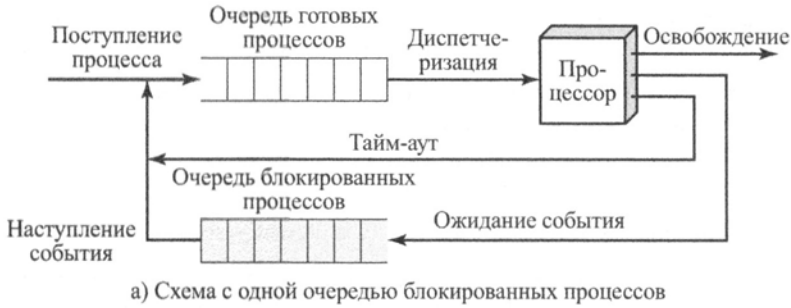 Поступление
процесса
Очередь готовых
процессов
Диспетче-
ризация
Про-
цессор
Освобождение
Тайм-аут
Очередь блокированных
процессов
Наступление
события
Ожидание события
а) Схема с одной очередью блокированных процессов